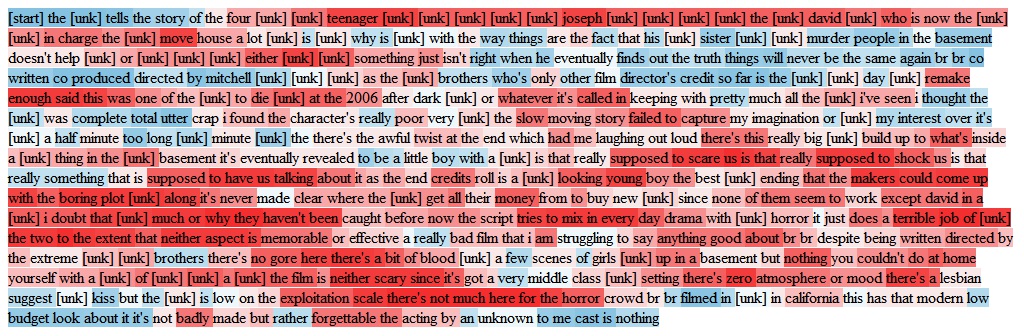 [start] the [unk] tells the story of the four [unk] [unk] teenager [unk] [unk] [unk] [unk] [unk] joseph [unk] [unk] [unk] [unk] the [unk] david [unk] who is now the [unk]
[unk] in charge the [unk] move house a lot [unk] is [unk] why is [unk] with the way things are the fact that his [unk] sister [unk] [unk] murder people in the basement
doesn't help [unk] or [unk] [unk] [unk] either [unk] [unk] something just isn't right when he eventually finds out the truth things will never be the same again br br co
written co produced directed by mitchell [unk] [unk] [unk] as the [unk] brothers who's only other film director's credit so far is the [unk] [unk] day [unk] remake
enough said this was one of the [unk] to die [unk] at the 2006 after dark [unk] or whatever it's called in keeping with pretty much all the [unk] i've seen i thought the
[unk] was complete total utter crap i found the character's really poor very [unk] the slow moving story failed to capture my imagination or [unk] my interest over it's
[unk] a half minute too long [unk] minute [unk] the there's the awful twist at the end which had me laughing out loud there's this really big [unk] build up to what's inside
a [unk] thing in the [unk] basement it's eventually revealed to be a little boy with a [unk] is that really supposed to scare us is that really supposed to shock us is that
really something that is supposed to have us talking about it as the end credits roll is a [unk] looking young boy the best [unk] ending that the makers could come up
with the boring plot [unk] along it's never made clear where the [unk] get all their money from to buy new [unk] since none of them seem to work except david in a
[unk] i doubt that [unk] much or why they haven't been caught before now the script tries to mix in every day drama with [unk] horror it just does a terrible job of [unk]
the two to the extent that neither aspect is memorable or effective a really bad film that i am struggling to say anything good about br br despite being written directed by
the extreme [unk] [unk] brothers there's no gore here there's a bit of blood [unk] a few scenes of girls [unk] up in a basement but nothing you couldn't do at home
yourself with a [unk] of [unk] [unk] a [unk] the film is neither scary since it's got a very middle class [unk] setting there's zero atmosphere or mood there's a lesbian
suggest [unk] kiss but the [unk] is low on the exploitation scale there's not much here for the horror crowd br br filmed in [unk] in california this has that modern low
budget look about it it's not badly made but rather forgettable the acting by an unknown to me cast is nothing